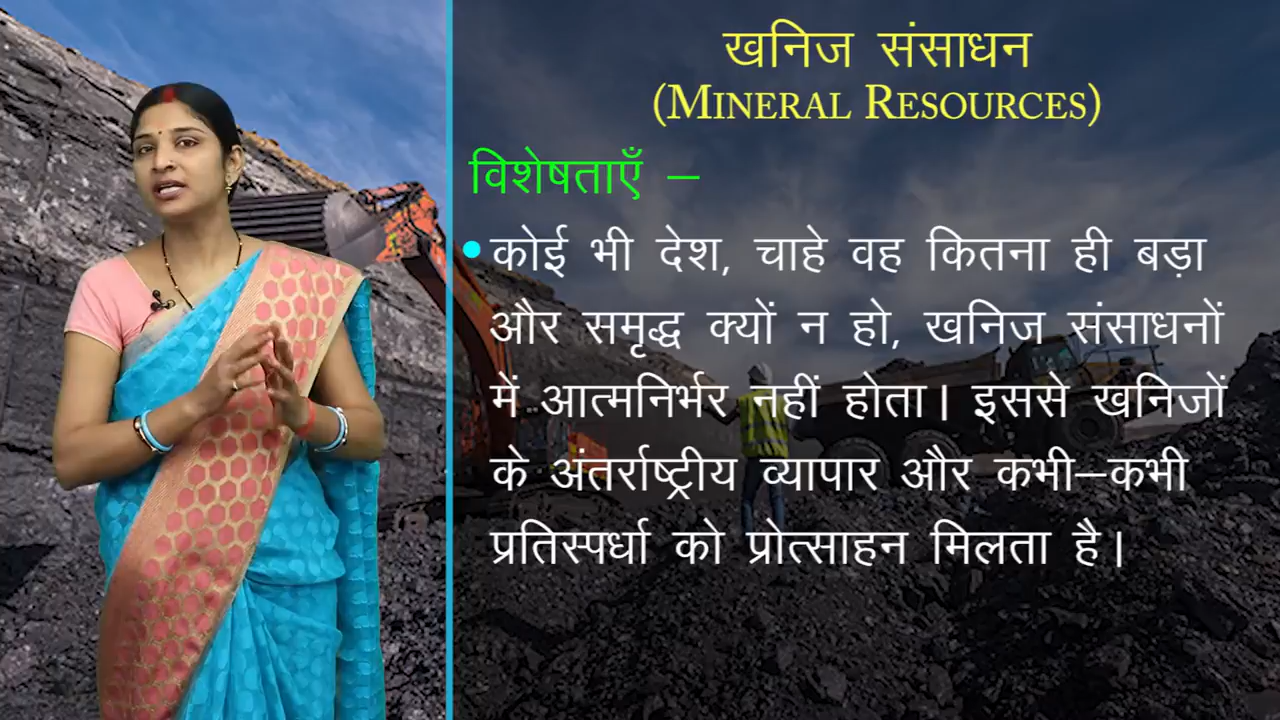 खनिज संसाधन
(MINERAL RESOURCES)
विशेषताएँ –
• कोई भी देश, चाहे वह कितना ही बड़ा
और समृद्ध क्यों न हो, खनिज संसाधनों
में आत्मनिर्भर नहीं होता। इससे खनिजों
के अंतर्राष्ट्रीय व्यापार और कभी–कभी
प्रतिस्पर्धा को प्रोत्साहन मिलता है।